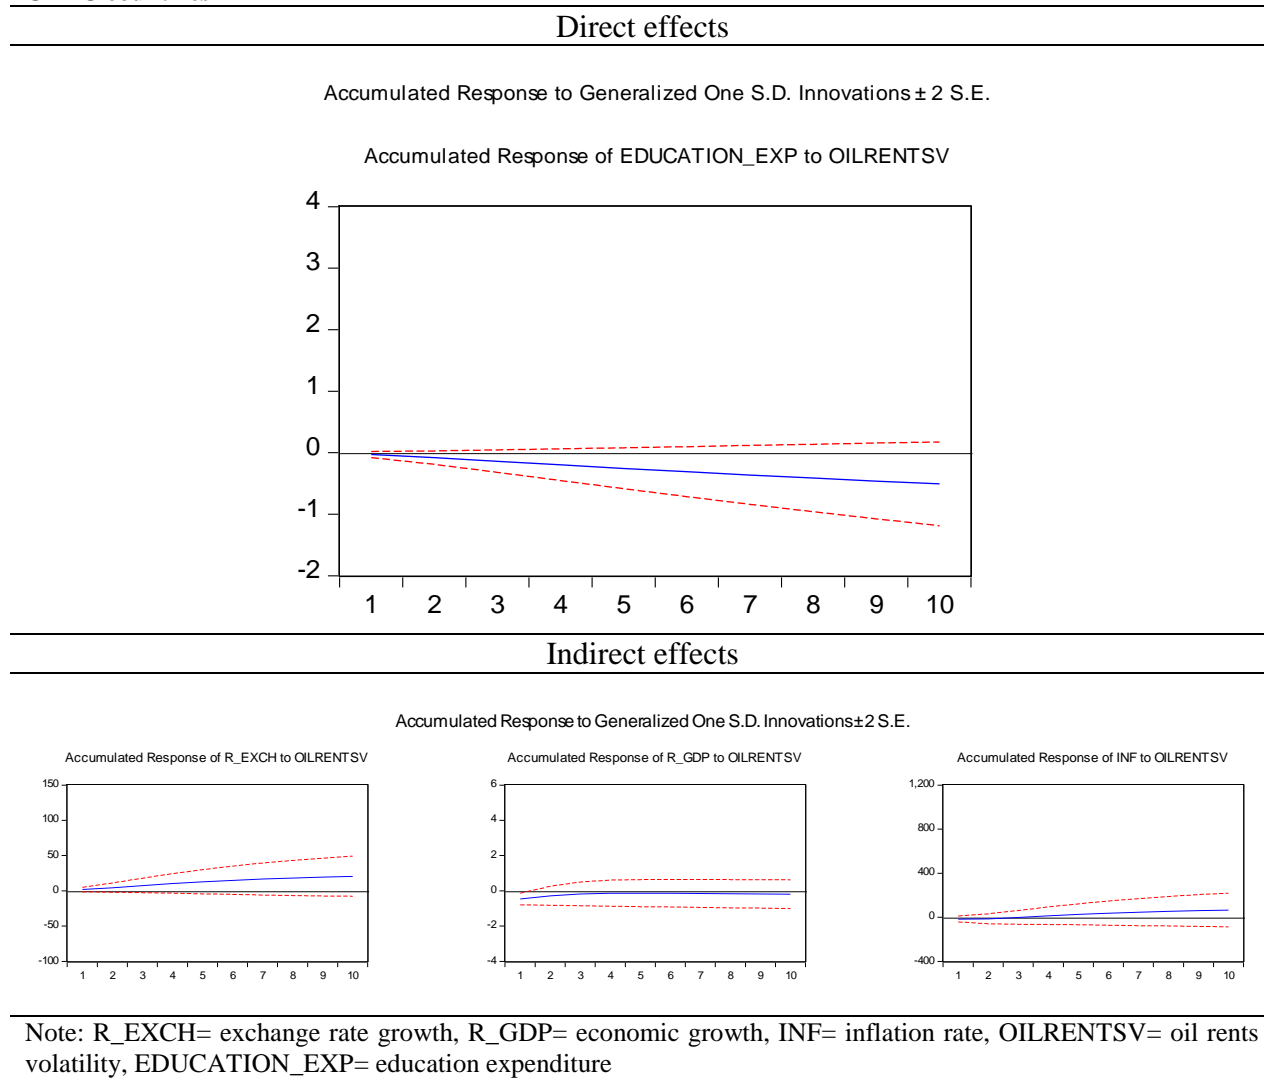 Direct effects
Accumulated Response to Generalized One S.D. Innovations ± 2 S.E.
Accumulated Response of EDUCATION_EXP to OILRENTSV
4
3
2
1
0
-1
-2
1 2 3 4 5 6 7 8 9 10
Indirect effects
Accumulated Response to Generalized One S.D. Innovations ± 2 S.E.
Accumulated Response of R_EXCH to OILRENTSV
150
100
50
0
-50
-100
1 2 3 4 5 6 7 8 9 10
Accumulated Response of R_GDP to OILRENTSV
6
4
2
0
-2
-4
1 2 3 4 5 6 7 8 9 10
Accumulated Response of INF to OILRENTSV
1,200
800
400
0
-400
1 2 3 4 5 6 7 8 9 10
Note: R_EXCH= exchange rate growth, R_GDP= economic growth, INF= inflation rate, OILRENTSV= oil rents
volatility, EDUCATION_EXP= education expenditure